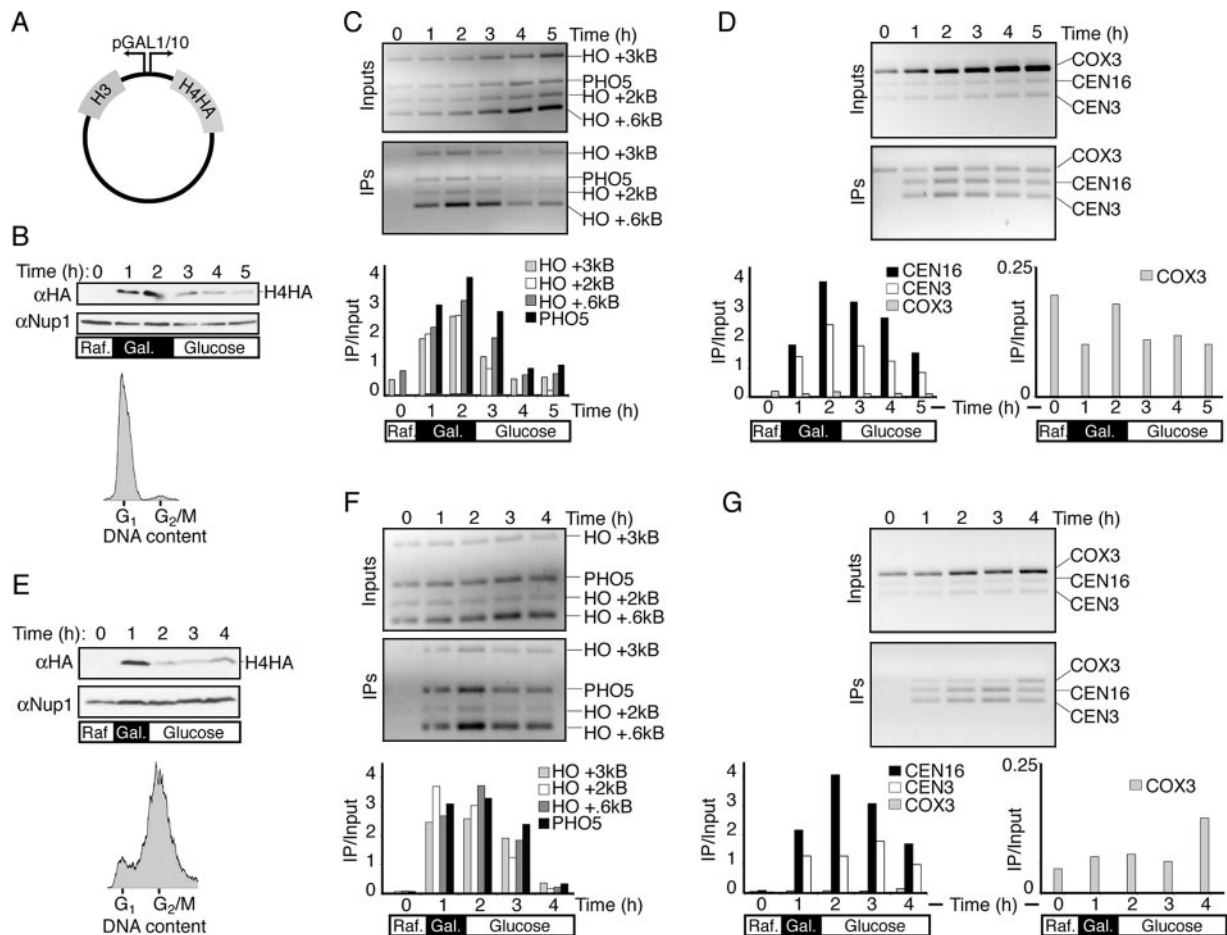 A
pGAL1/10
H3
H4HA
B
Time (h): 0 1 2 3 4 5
αHA
H4HA
αNup1
Raf. Gal. Glucose
G1 G2/M
DNA content
C
0 1 2 3 4 5 Time (h)
Inputs
HO +3kB
PHO5
HO +2kB
HO +.6kB
IPs
HO +3kB
PHO5
HO +2kB
HO +.6kB
IP/Input
4
3
2
1
0
HO +3kB
HO +2kB
HO +.6kB
PHO5
0 1 2 3 4 5 Time (h)
Raf. Gal. Glucose
D
0 1 2 3 4 5 Time (h)
Inputs
COX3
CEN16
CEN3
IPs
COX3
CEN16
CEN3
IP/Input
4
3
2
1
0
CEN16
CEN3
COX3
0 1 2 3 4 5
Raf. Gal. Glucose
Time (h)
0.25
0
IP/Input
COX3
0 1 2 3 4 5
Raf. Gal. Glucose
E
Time (h): 0 1 2 3 4
αHA
H4HA
αNup1
Raf Gal. Glucose
G1 G2/M
DNA content
F
0 1 2 3 4 Time (h)
Inputs
HO +3kB
PHO5
HO +2kB
HO +.6kB
IPs
HO +3kB
PHO5
HO +2kB
HO +.6kB
IP/Input
4
3
2
1
0
HO +3kB
HO +2kB
HO +.6kB
PHO5
0 1 2 3 4 Time (h)
Raf. Gal. Glucose
G
0 1 2 3 4 Time (h)
Inputs
COX3
CEN16
CEN3
IPs
COX3
CEN16
CEN3
IP/Input
4
3
2
1
0
CEN16
CEN3
COX3
0 1 2 3 4
Raf. Gal. Glucose
Time (h)
0.25
0
IP/Input
COX3
0 1 2 3 4
Raf. Gal. Glucose